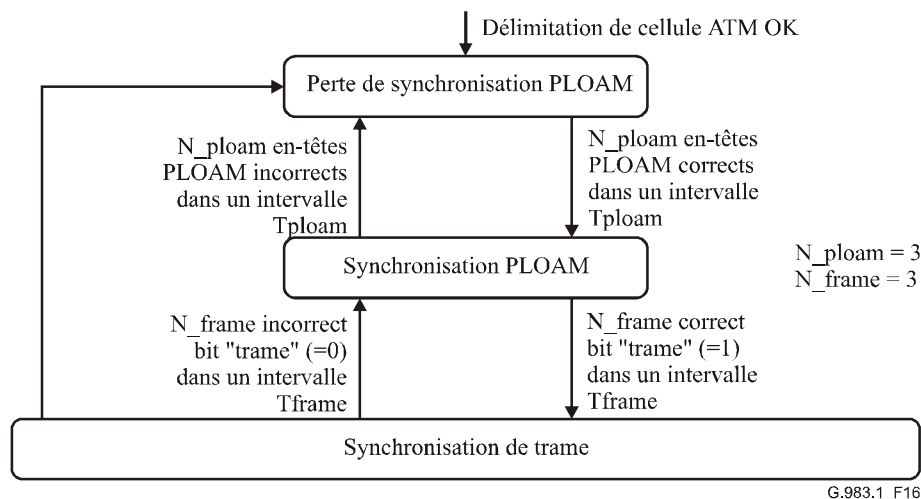 Délimitation de cellule ATM OK
Perte de synchronisation PLOAM
N_ploam en-têtes
PLOAM incorrects
dans un intervalle
Tploam
N_ploam en-têtes
PLOAM corrects
dans un intervalle
Tploam
Synchronisation PLOAM
N_ploam = 3
N_frame = 3
N_frame incorrect
bit "trame" (=0)
dans un intervalle
Tframe
N_frame correct
bit "trame" (=1)
dans un intervalle
Tframe
Synchronisation de trame
G.983.1_F16